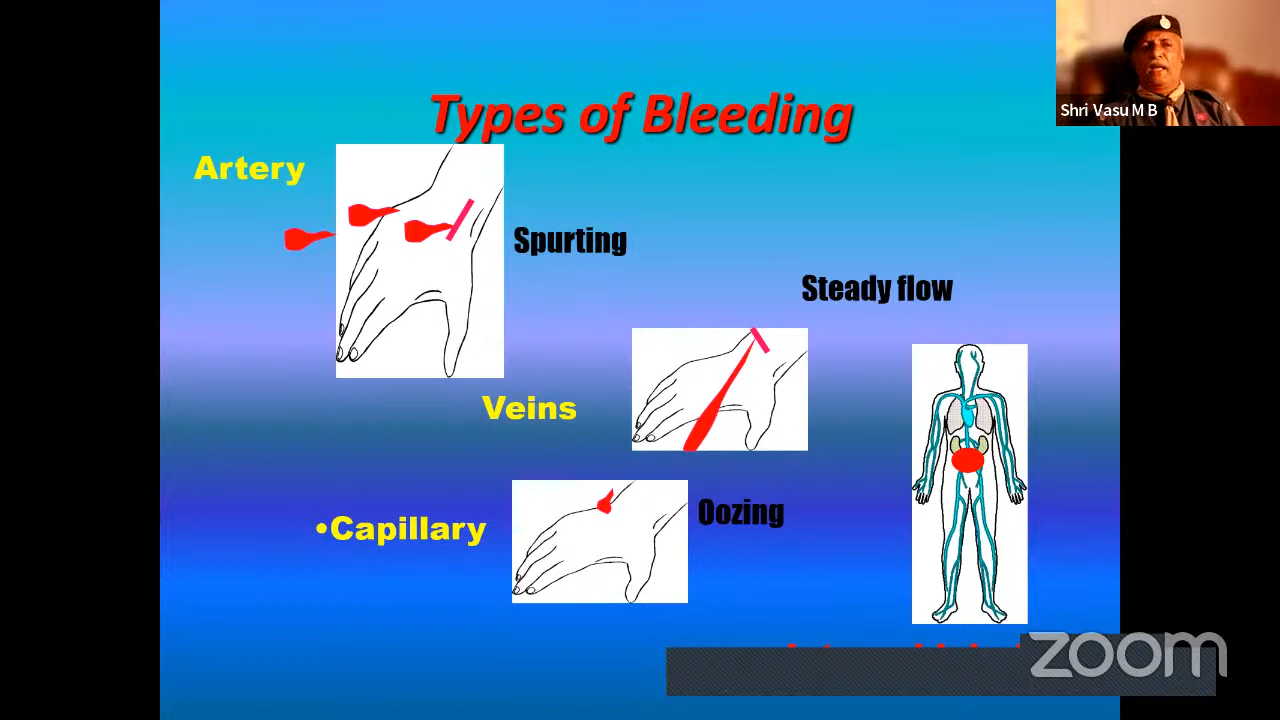 Types of Bleeding
Shri Vasu M B
Artery
Spurting
Steady flow
Veins
•Capillary
Oozing
zoom